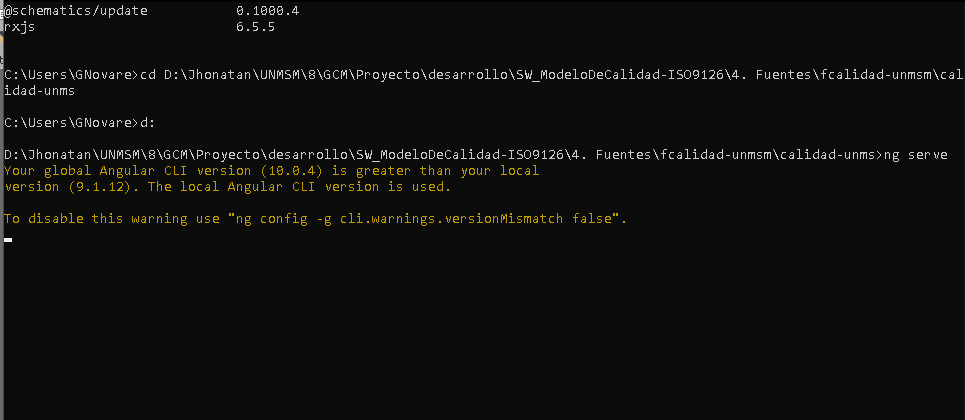 @schematics/update 0.1000.4
rxjs 6.5.5
C:\Users\GNovare>cd D:\Jhonatan\UNMSM\8\GCM\Proyecto\desarrollo\SW_ModeloDeCalidad-ISO9126\4. Fuentes\fcalidad-unmsm\cal
idad-unms
C:\Users\GNovare>d:
D:\Jhonatan\UNMSM\8\GCM\Proyecto\desarrollo\SW_ModeloDeCalidad-ISO9126\4. Fuentes\fcalidad-unmsm\calidad-unms>ng serve
Your global Angular CLI version (10.0.4) is greater than your local
version (9.1.12). The local Angular CLI version is used.
To disable this warning use "ng config -g cli.warnings.versionMismatch false".